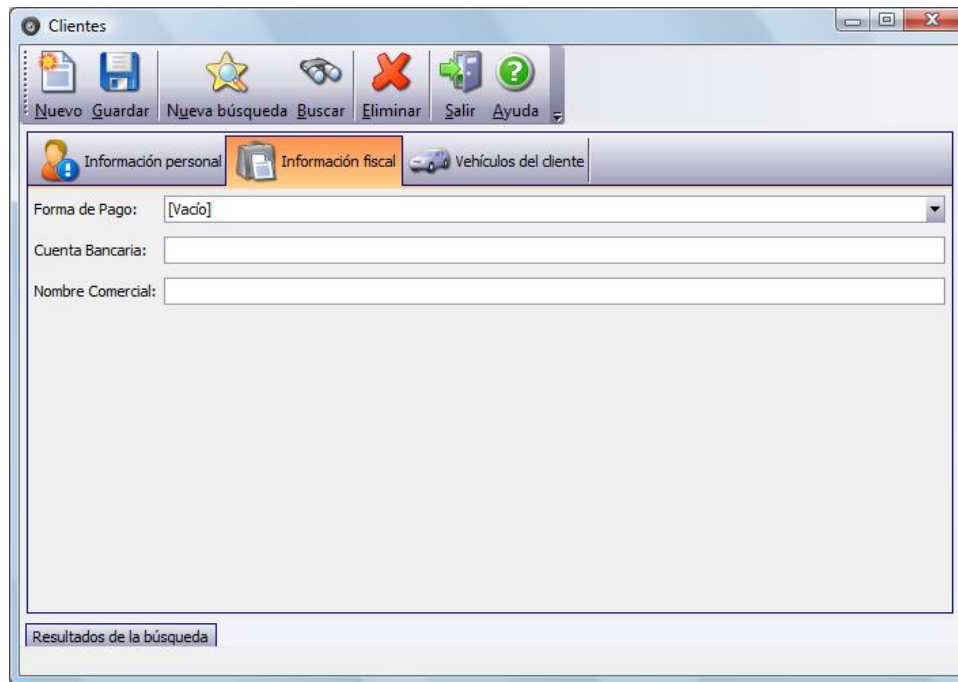 Clientes
Nuevo Guardar Nueva búsqueda Buscar Eliminar Salir Ayuda
Información personal Información fiscal Vehículos del cliente
Forma de Pago: [Vacío]
Cuenta Bancaria:
Nombre Comercial:
Resultados de la búsqueda